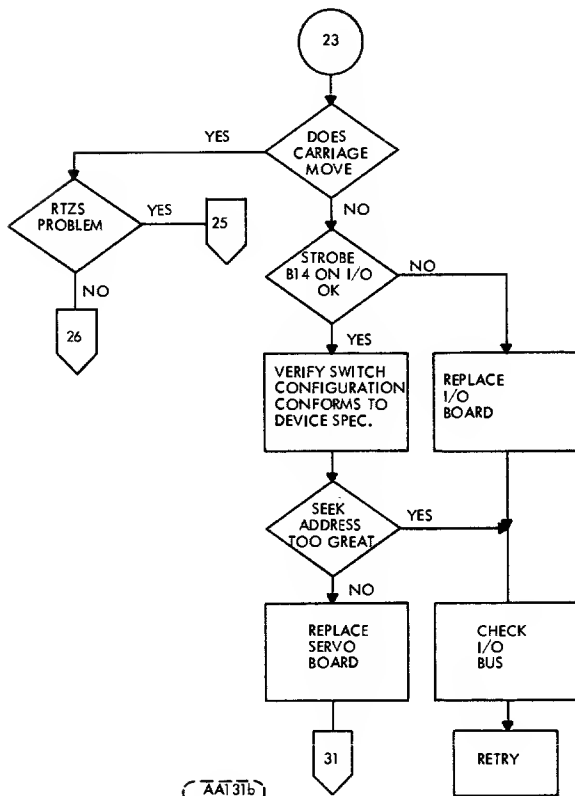 23
DOES
CARRIAGE
MOVE
YES
NO
RTZS
PROBLEM
YES
25
NO
26
STROBE
B14 ON I/O
OK
NO
YES
VERIFY SWITCH
CONFIGURATION
CONFORMS TO
DEVICE SPEC.
REPLACE
I/O
BOARD
SEEK
ADDRESS
TOO GREAT
YES
NO
REPLACE
SERVO
BOARD
CHECK
I/O
BUS
31
RETRY
AA131b